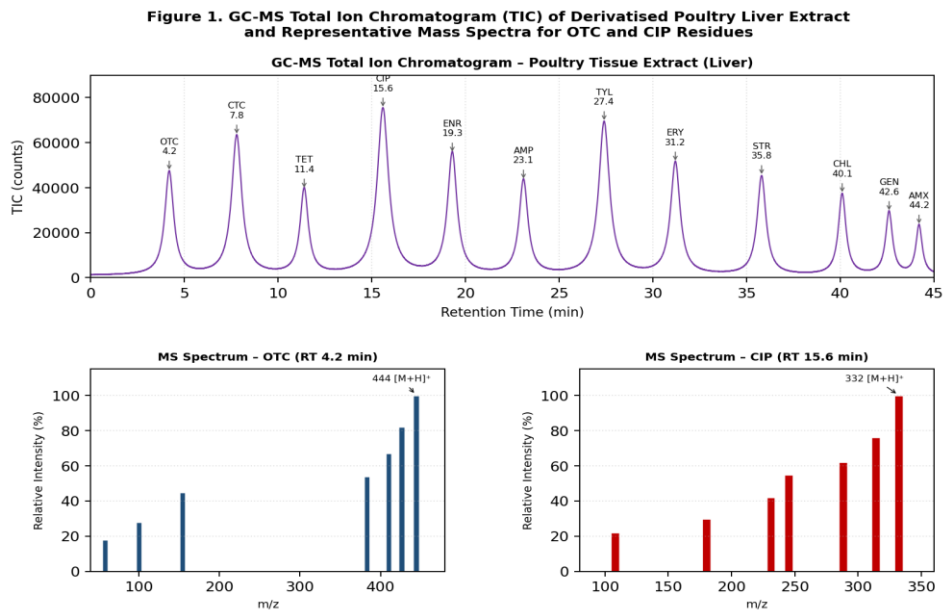 Figure 1. GC-MS Total Ion Chromatogram (TIC) of Derivatised Poultry Liver Extract
and Representative Mass Spectra for OTC and CIP Residues
GC-MS Total Ion Chromatogram – Poultry Tissue Extract (Liver)
TIC (counts)
80000
60000
40000
20000
0
OTC
4.2
CTC
7.8
TET
11.4
CIP
15.6
ENR
19.3
AMP
23.1
TYL
27.4
ERY
31.2
STR
35.8
CHL
40.1
GEN
42.6
AMX
44.2
0 5 10 15 20 25 30 35 40 45
Retention Time (min)
MS Spectrum – OTC (RT 4.2 min)
444 [M+H]⁺
Relative Intensity (%)
100
80
60
40
20
0
100 200 300 400
m/z
MS Spectrum – CIP (RT 15.6 min)
332 [M+H]⁺
Relative Intensity (%)
100
80
60
40
20
0
100 150 200 250 300 350
m/z